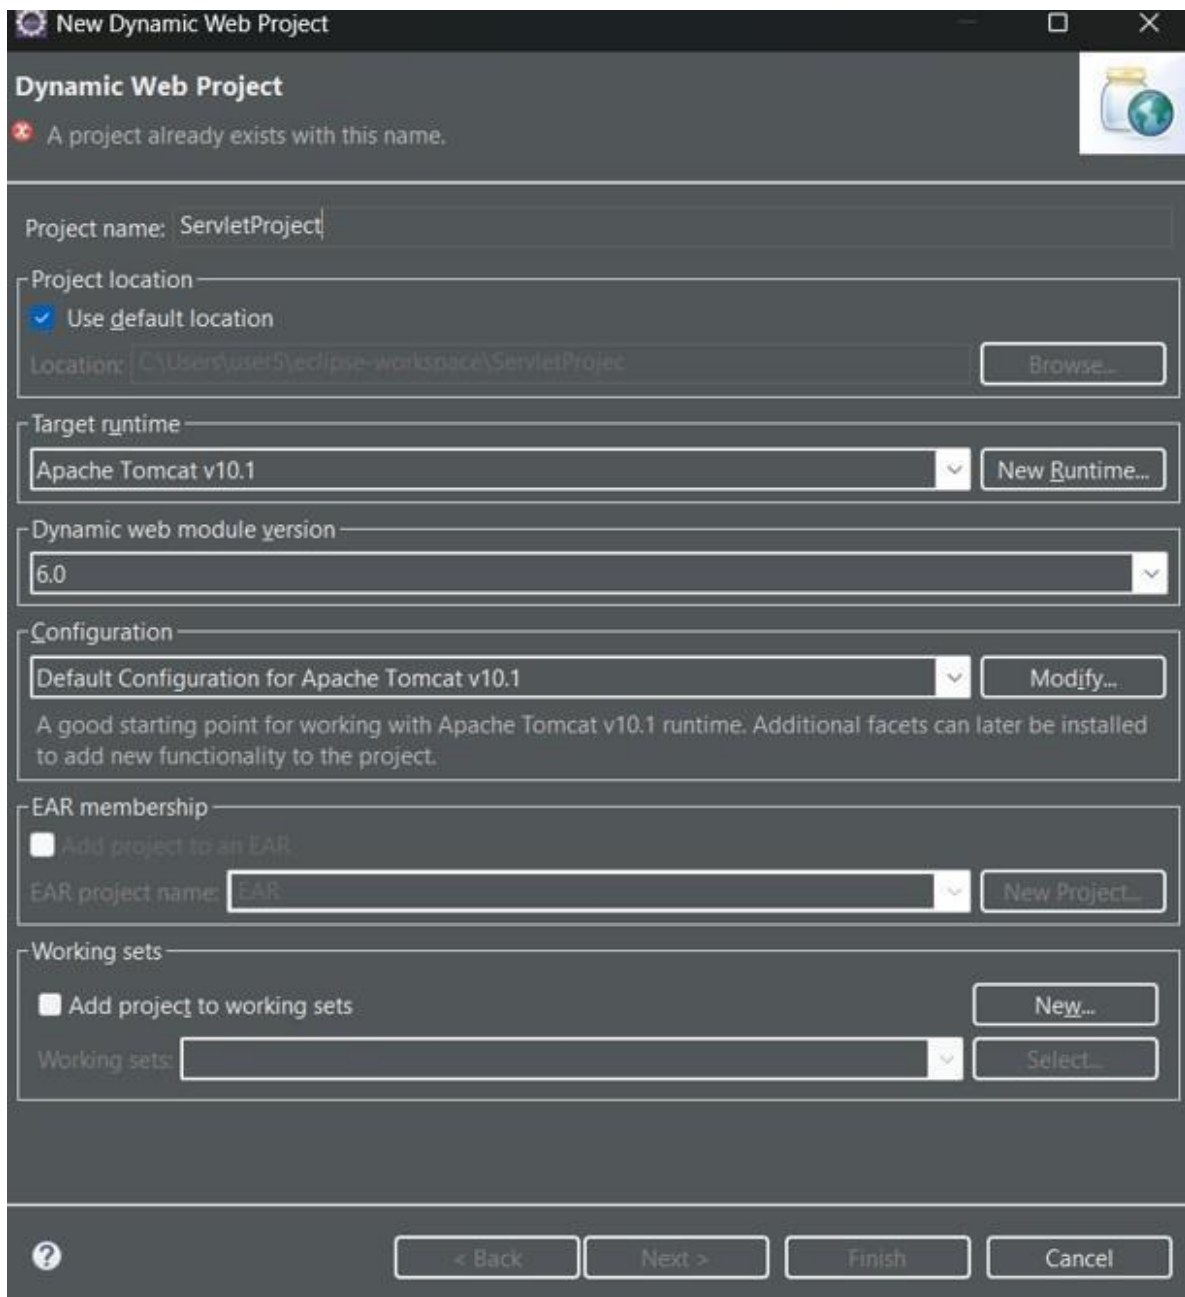 New Dynamic Web Project
Dynamic Web Project
A project already exists with this name.
Project name: ServletProject
Project location
Use default location
Location: C:\Users\user5\eclipse-workspace\ServletProjec
Browse...
Target runtime
Apache Tomcat v10.1
New Runtime...
Dynamic web module version
6.0
Configuration
Default Configuration for Apache Tomcat v10.1
Modify...
A good starting point for working with Apache Tomcat v10.1 runtime. Additional facets can later be installed
to add new functionality to the project.
EAR membership
Add project to an EAR
EAR project name: EAR
New Project...
Working sets
Add project to working sets
New...
Working sets:
Select...
? < Back Next > Finish Cancel